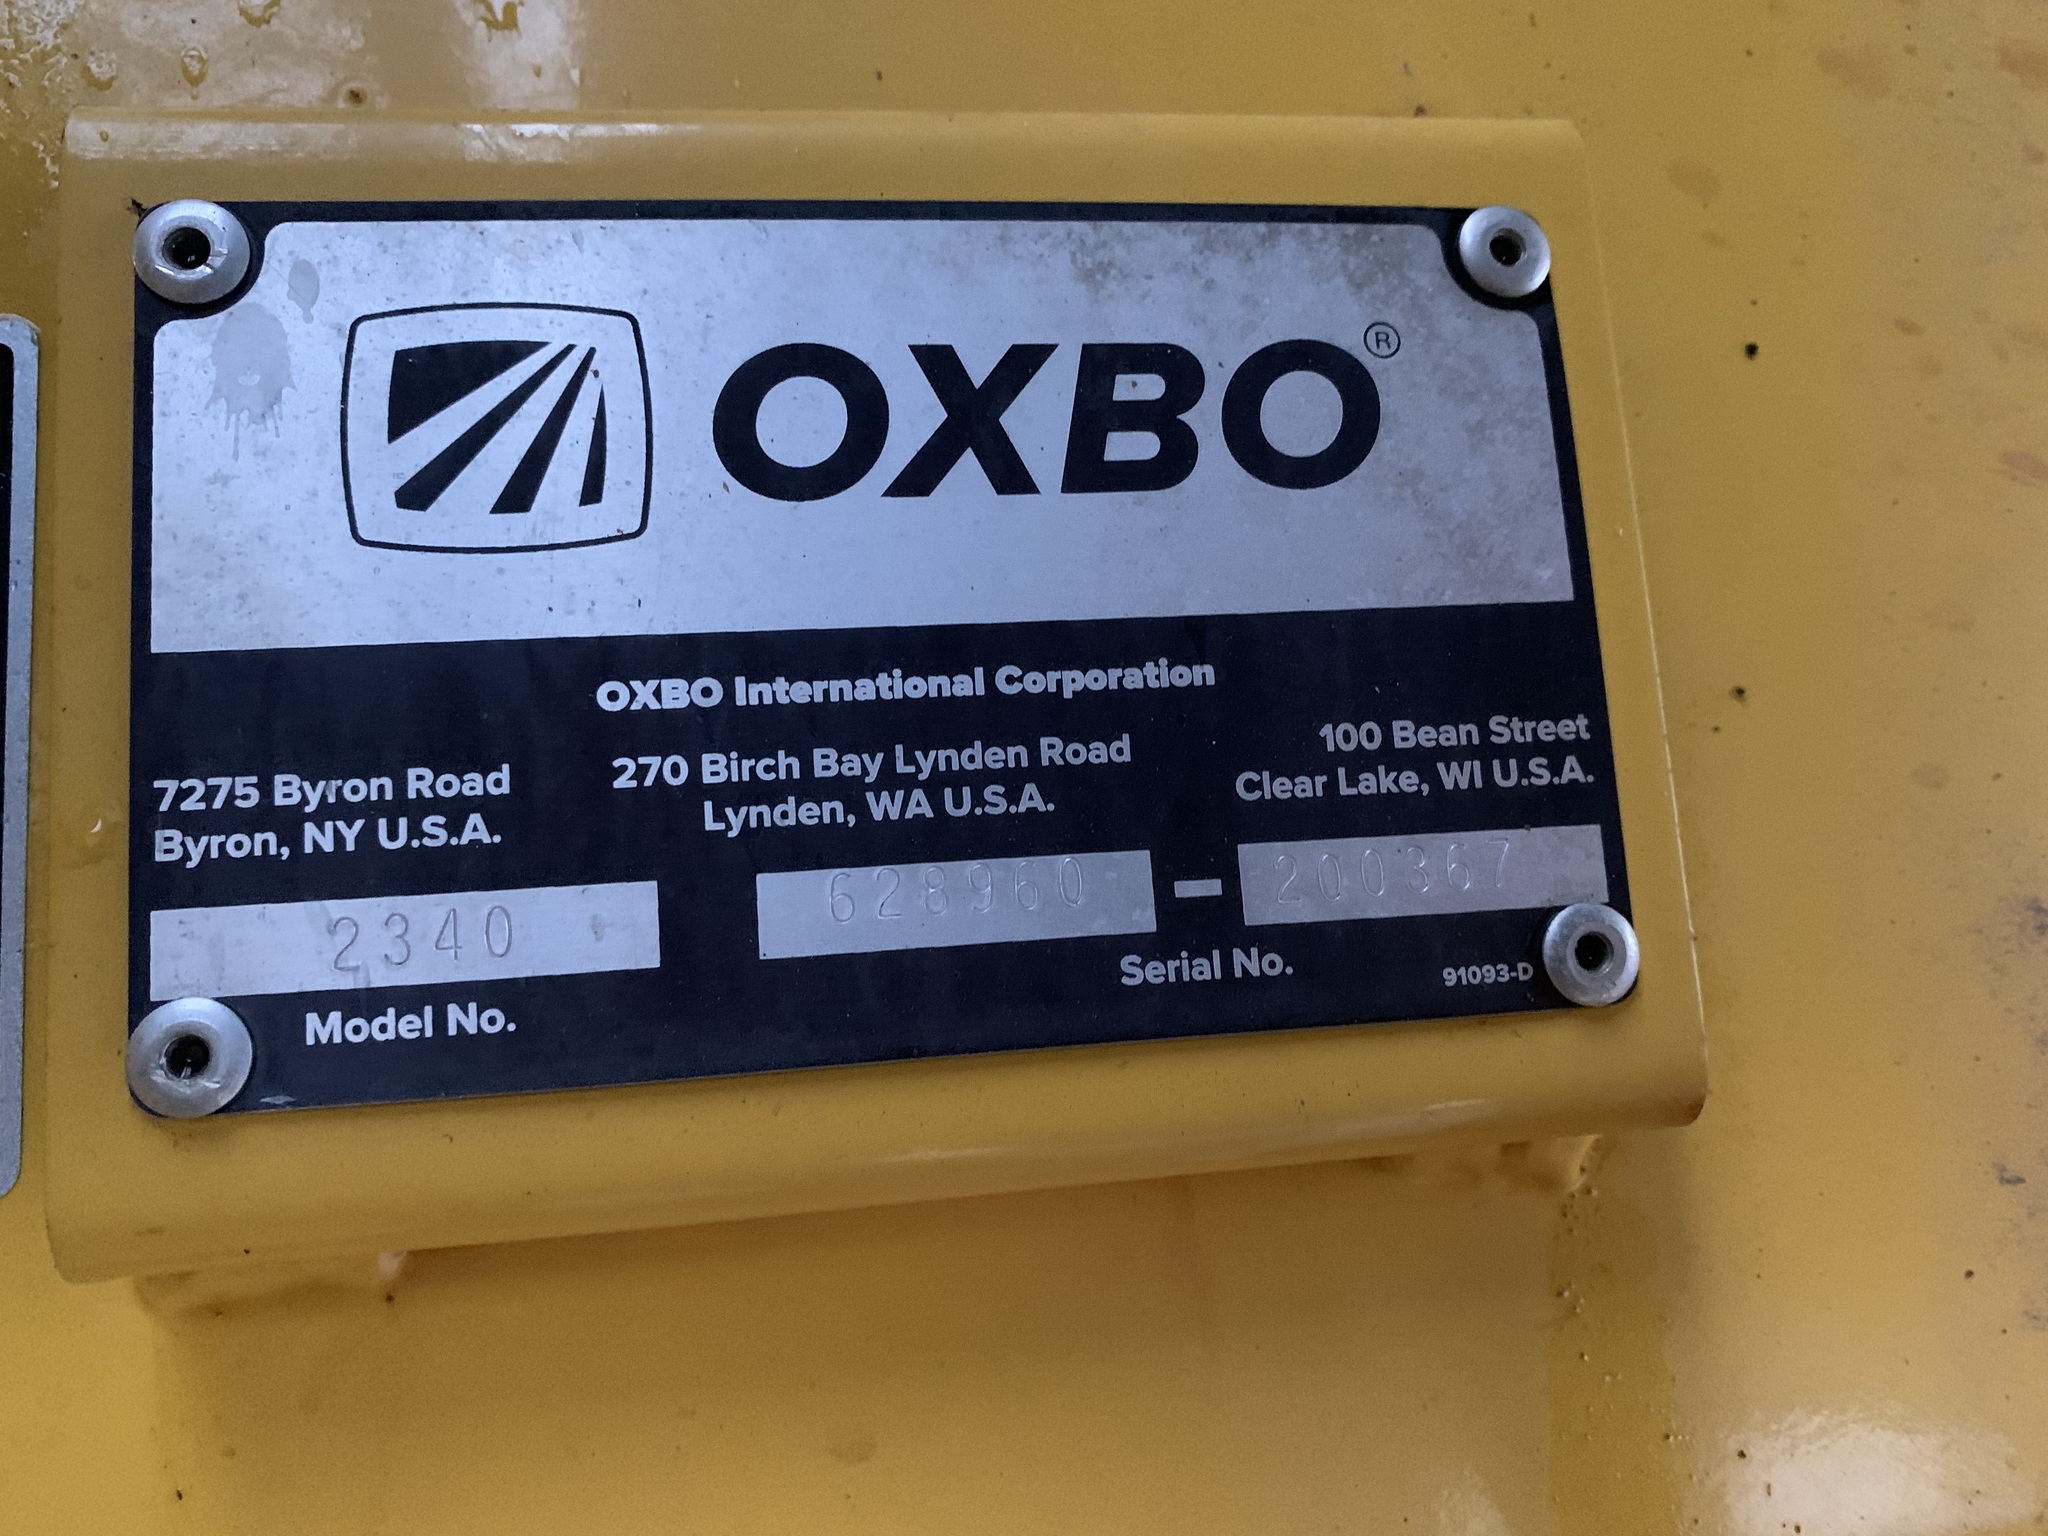 OXBO®
OXBO International Corporation
7275 Byron Road
Byron, NY U.S.A.
270 Birch Bay Lynden Road
Lynden, WA U.S.A.
100 Bean Street
Clear Lake, WI U.S.A.
2340
Model No.
628960 - 200367
Serial No.
91093-D